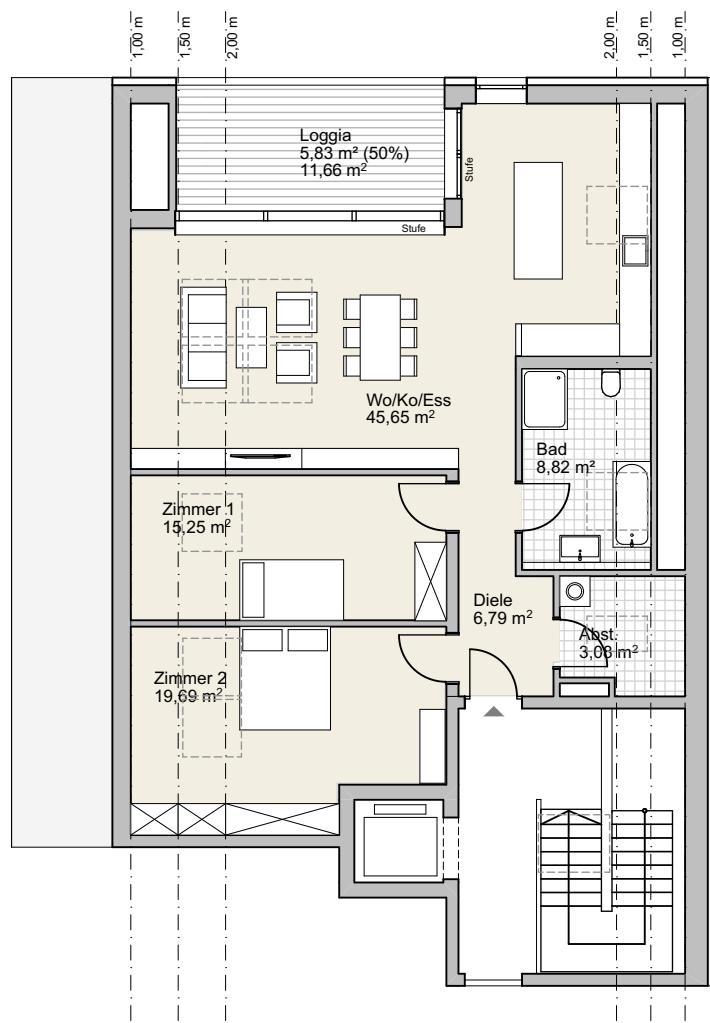 1,00 m
1,50 m
2,00 m
2,00 m
1,50 m
1,00 m
Loggia
5,83 m² (50%)
11,66 m²
Stufe
Stufe
Wo/Ko/Ess
45,65 m²
Bad
8,82 m²
Zimmer 1
15,25 m²
Diele
6,79 m²
Abst.
3,08 m²
Zimmer 2
19,69 m²